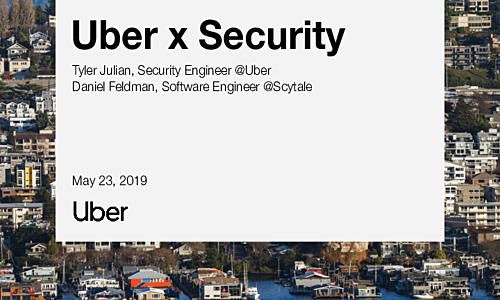 Uber x Security
Tyler Julian, Security Engineer @Uber
Daniel Feldman, Software Engineer @Scytale
May 23, 2019
Uber